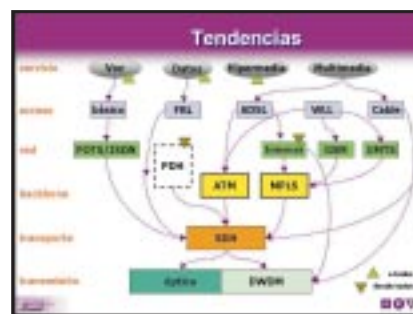 Tendencias
servicio Voz Datos Hipermedia Multimedia
acceso básico FRL ADSL WLL Cable
red POTS/ISDN PDH Internet GSM UMTS
ATM MPLS
backbone
transporte SDH
transmisión óptica DWDM